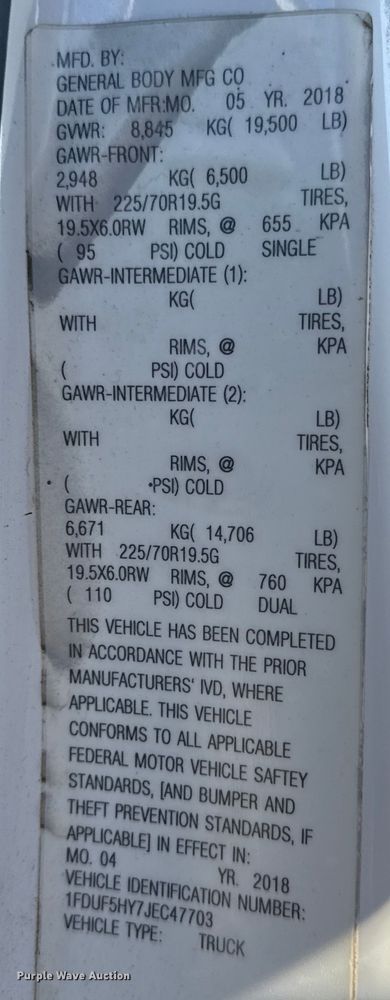 MFD. BY:
GENERAL BODY MFG CO
DATE OF MFR:MO. 05 YR. 2018
GVWR: 8,845 KG( 19,500 LB)
GAWR-FRONT:
2,948 KG( 6,500 LB)
WITH 225/70R19.5G TIRES,
19.5X6.0RW RIMS, @ 655 KPA
( 95 PSI) COLD SINGLE
GAWR-INTERMEDIATE (1):
KG( LB)
WITH TIRES,
RIMS, @ KPA
( PSI) COLD
GAWR-INTERMEDIATE (2):
KG( LB)
WITH TIRES,
RIMS, @ KPA
( PSI) COLD
GAWR-REAR:
6,671 KG( 14,706 LB)
WITH 225/70R19.5G TIRES,
19.5X6.0RW RIMS, @ 760 KPA
( 110 PSI) COLD DUAL
THIS VEHICLE HAS BEEN COMPLETED
IN ACCORDANCE WITH THE PRIOR
MANUFACTURERS' IVD, WHERE
APPLICABLE. THIS VEHICLE
CONFORMS TO ALL APPLICABLE
FEDERAL MOTOR VEHICLE SAFTEY
STANDARDS, [AND BUMPER AND
THEFT PREVENTION STANDARDS, IF
APPLICABLE] IN EFFECT IN:
MO. 04 YR. 2018
VEHICLE IDENTIFICATION NUMBER:
1FDUF5HY7JEC47703
VEHICLE TYPE: TRUCK
Purple Wave Auction